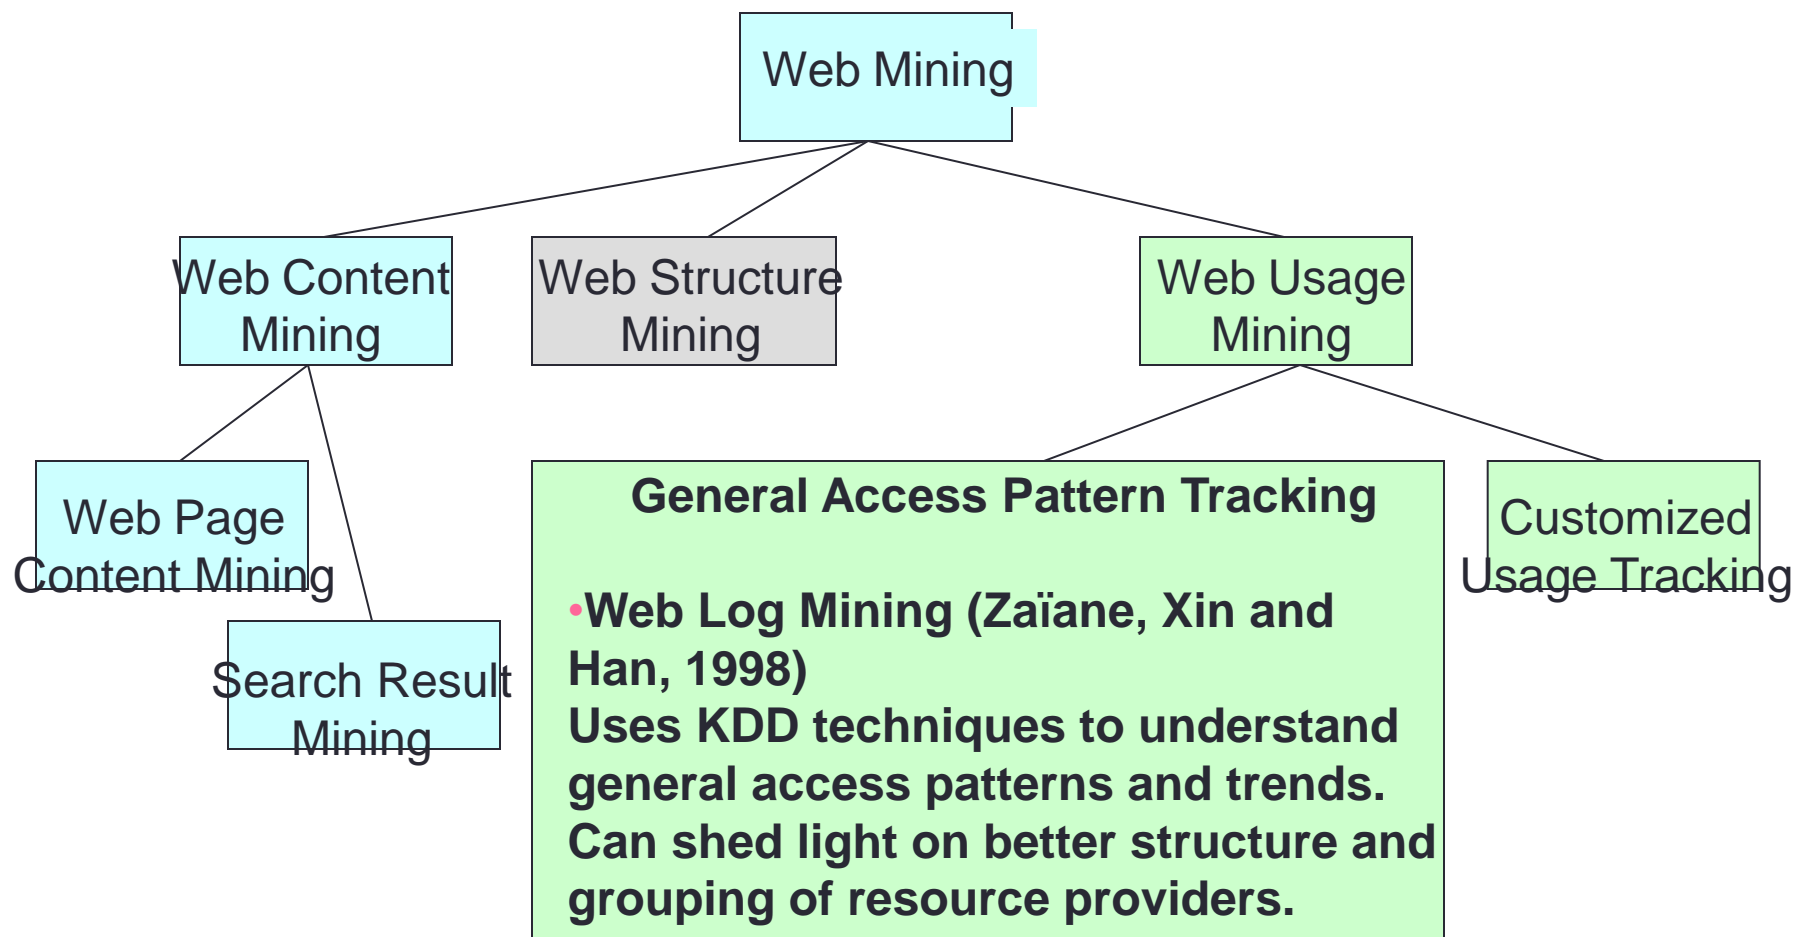 Web Mining
Web Content
Mining
Web Structure
Mining
Web Usage
Mining
Web Page
Content Mining
Search Result
Mining
General Access Pattern Tracking
•Web Log Mining (Zaïane, Xin and
Han, 1998)
Uses KDD techniques to understand
general access patterns and trends.
Can shed light on better structure and
grouping of resource providers.
Customized
Usage Tracking